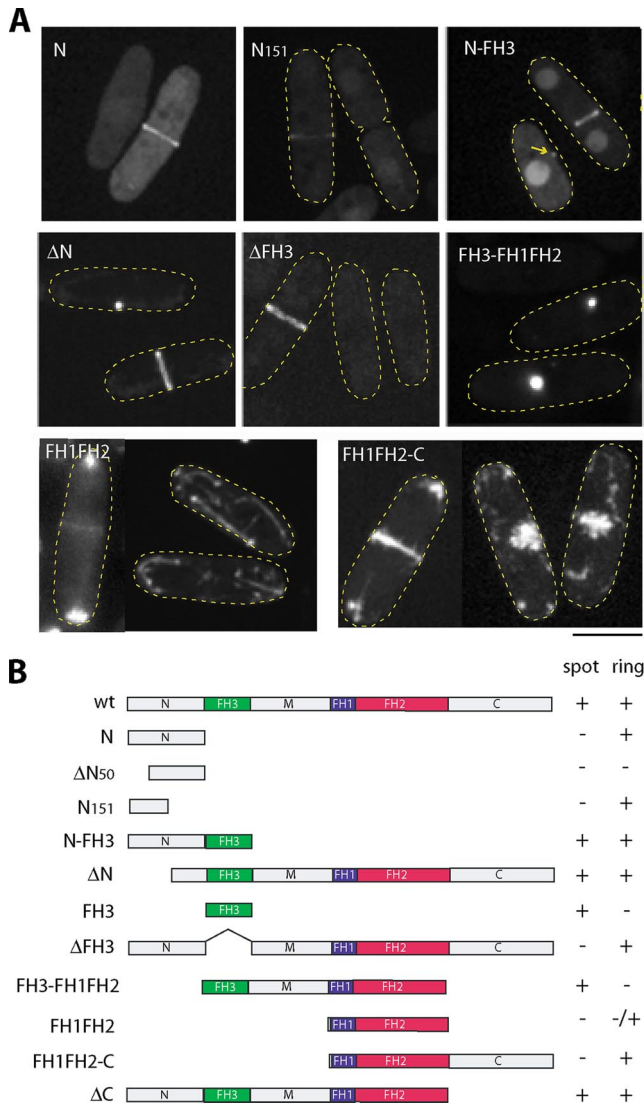 A
N
N151
N-FH3
ΔN
ΔFH3
FH3-FH1FH2
FH1FH2
FH1FH2-C
B
spot ring
wt N FH3 M FH1 FH2 C + +
N N - +
ΔN50 - -
N151 - +
N-FH3 N FH3 + +
ΔN FH3 M FH1 FH2 C + +
FH3 FH3 + -
ΔFH3 N M FH1 FH2 C - +
FH3-FH1FH2 FH3 M FH1 FH2 + -
FH1FH2 FH1 FH2 - -/+
FH1FH2-C FH1 FH2 C - +
ΔC N FH3 M FH1 FH2 + +